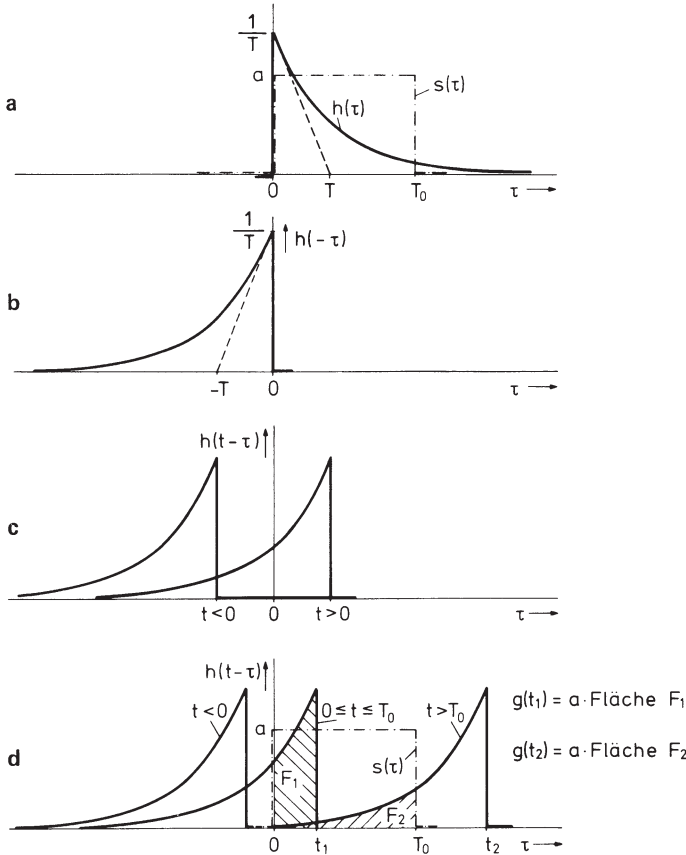 1/T
a
a
s(τ)
h(τ)
0 T T₀ τ
b
1/T h(−τ)
−T 0 τ
c
h(t−τ)
t<0 0 t>0 τ
d
h(t−τ)
t<0 0≤t≤T₀ t>T₀ g(t₁) = a·Fläche F₁
a
g(t₂) = a·Fläche F₂
s(τ)
F₁
F₂
0 t₁ T₀ t₂ τ